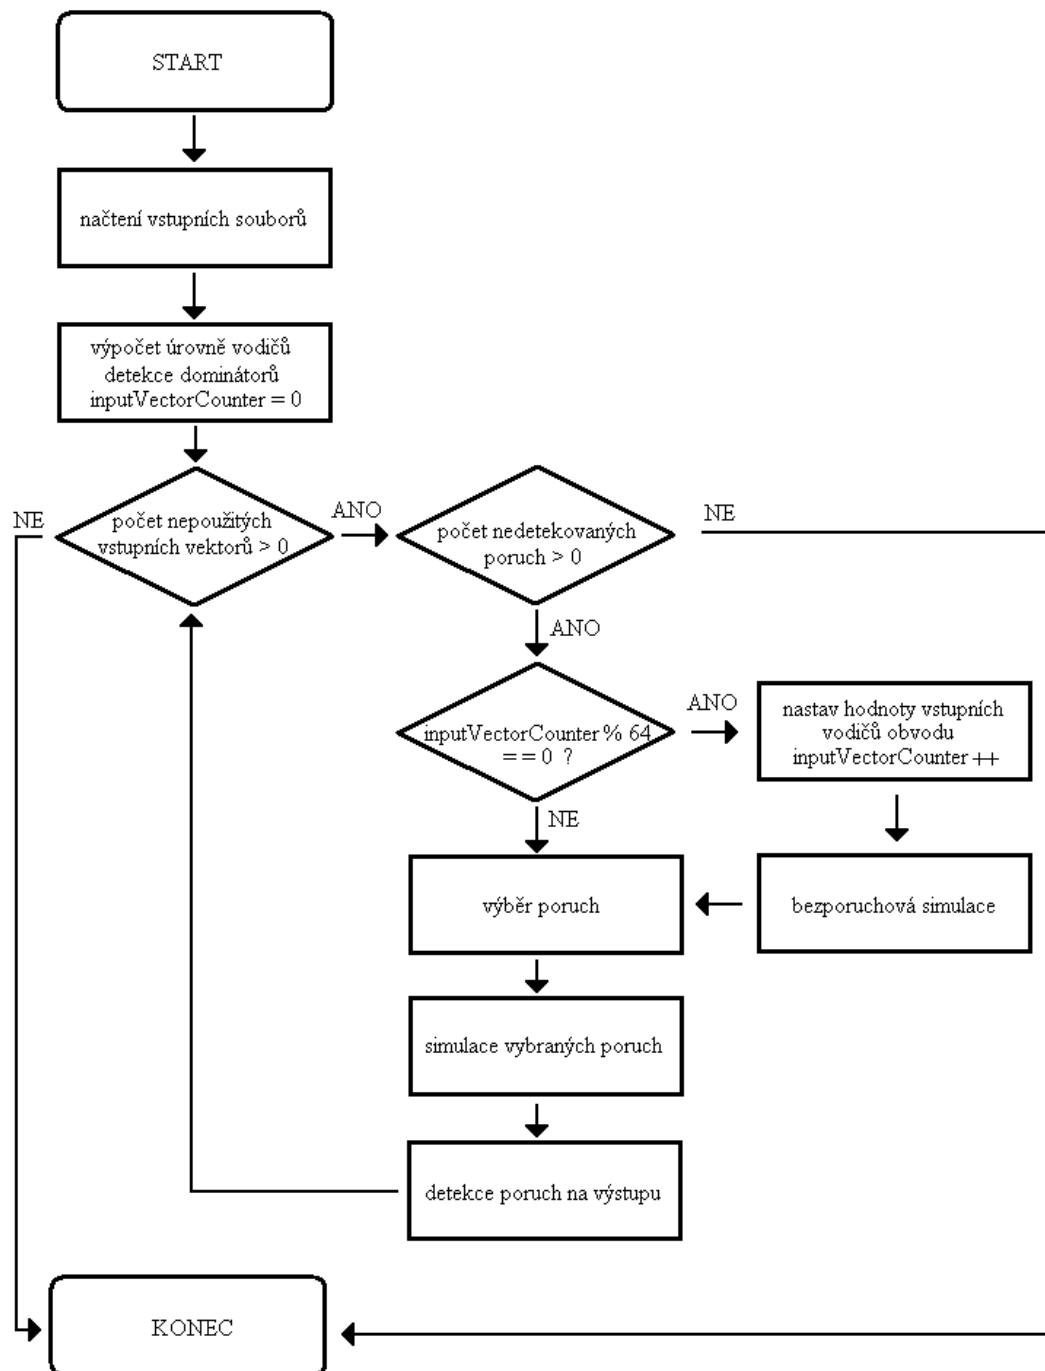 START
načtení vstupních souborů
výpočet úrovně vodičů
detekce dominátorů
inputVectorCounter = 0
NE
počet nepoužitých
vstupních vektorů > 0
ANO
počet nedetekovaných
poruch > 0
NE
ANO
inputVectorCounter % 64
= = 0 ?
ANO
nastav hodnoty vstupních
vodičů obvodu
inputVectorCounter ++
NE
výběr poruch
bezporuchová simulace
simulace vybraných poruch
detekce poruch na výstupu
KONEC